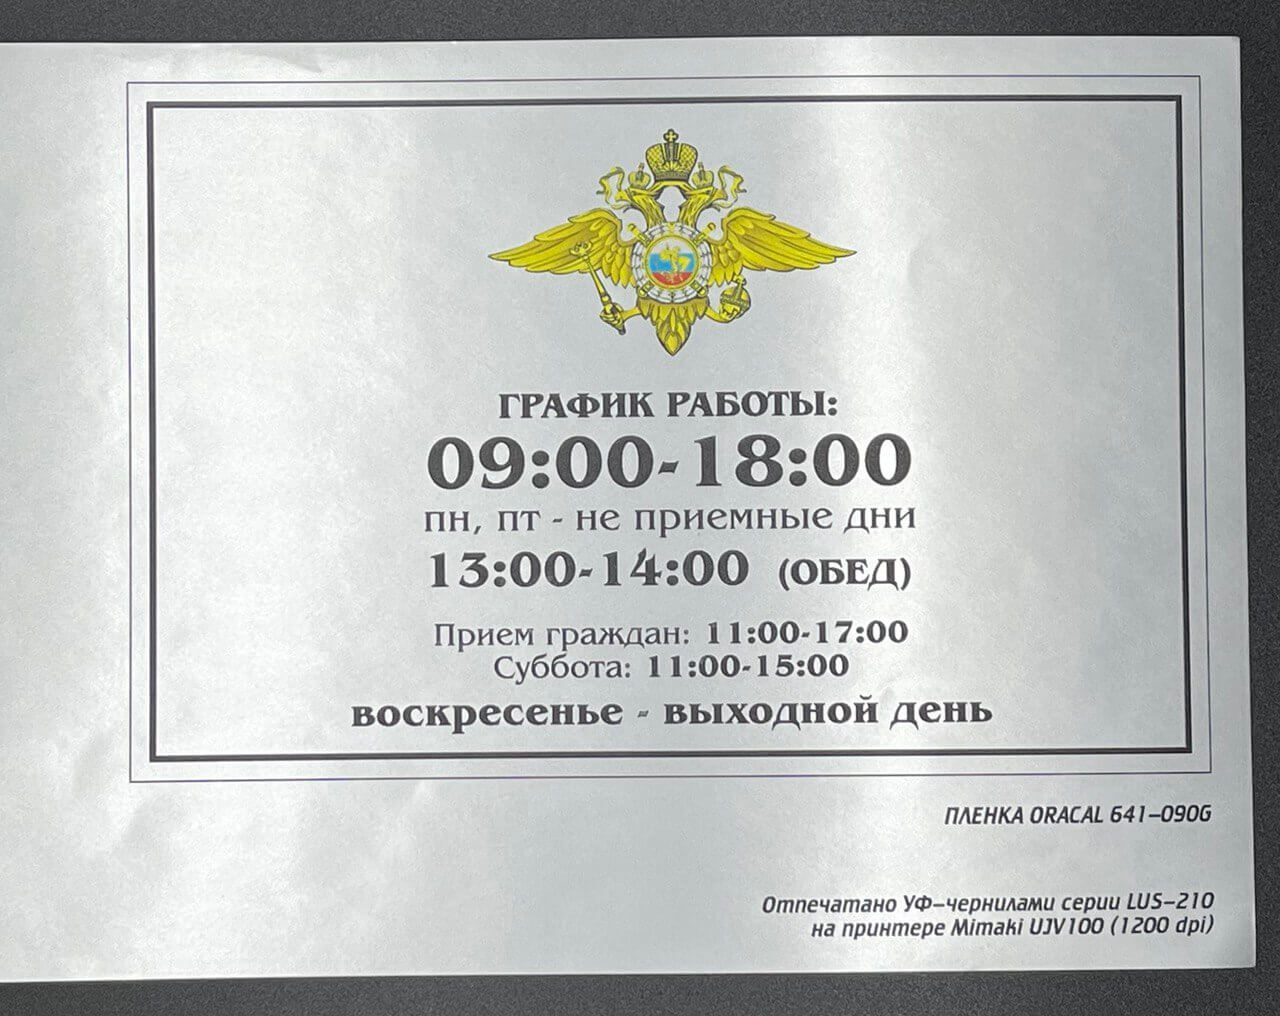 ГРАФИК РАБОТЫ:
09:00-18:00
пн, пт - не приемные дни
13:00-14:00 (ОБЕД)
Прием граждан: 11:00-17:00
Суббота: 11:00-15:00
воскресенье - выходной день
ПЛЕНКА ORACAL 641-090G
Отпечатано УФ-чернилами серии LUS-210
на принтере Mimaki UJV100 (1200 dpi)